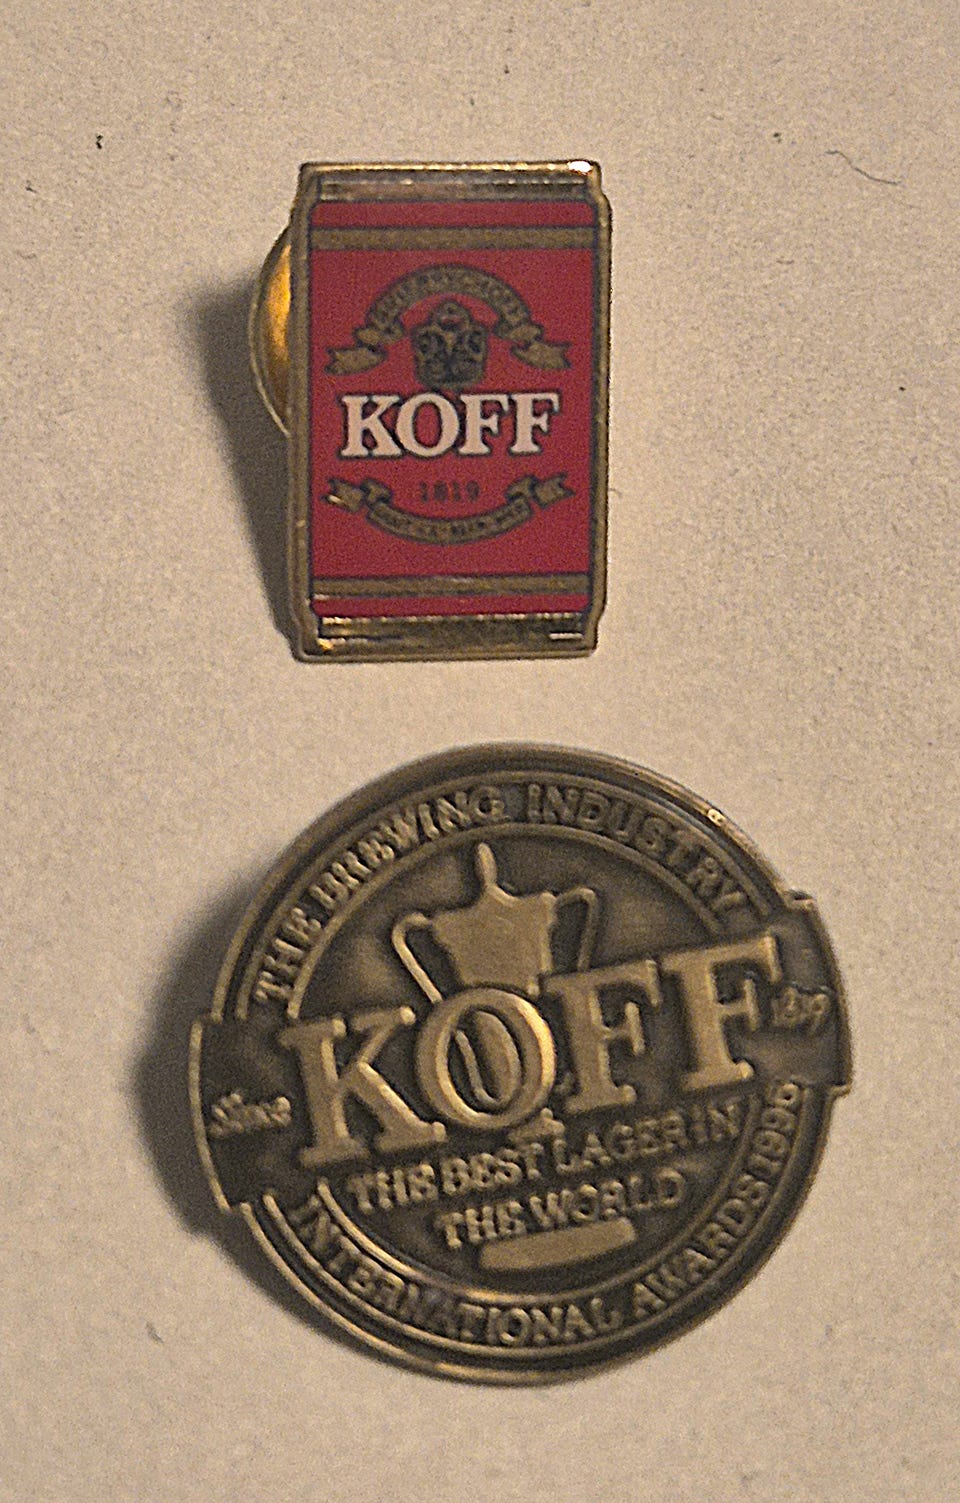 KOFF
1819
THE BREWING INDUSTRY
KOFF
Since 1819
THE BEST LAGER IN
THE WORLD
INTERNATIONAL AWARDS 1996